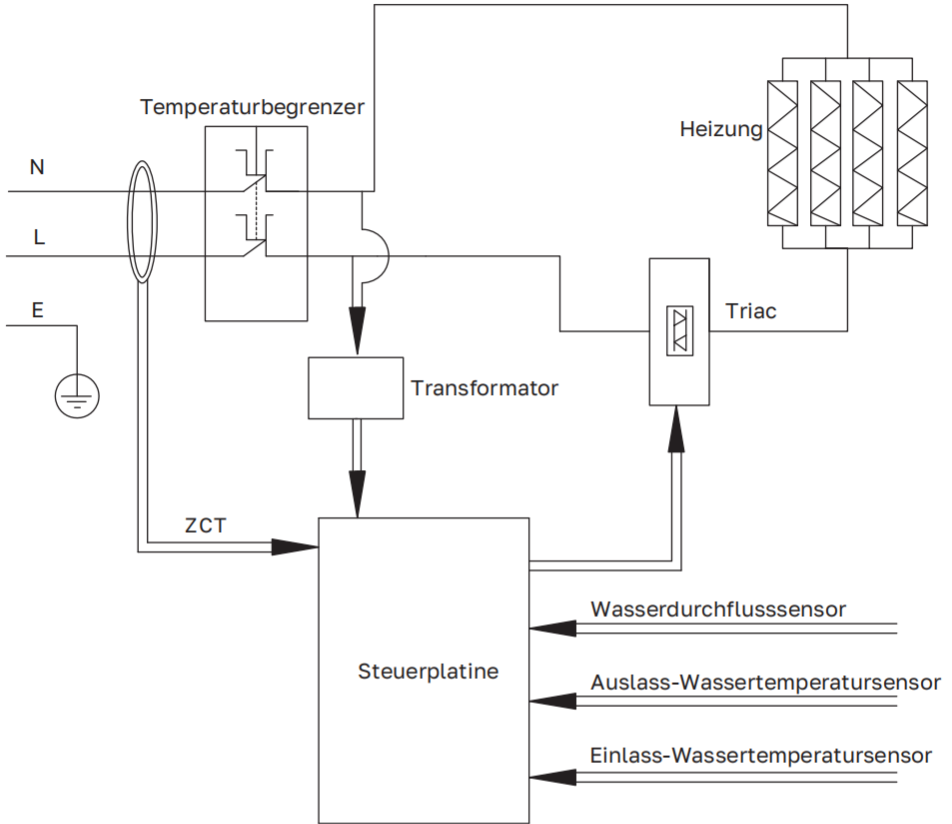 Temperaturbegrenzer
Heizung
N
L
E
Triac
Transformator
ZCT
Wasserdurchflusssensor
Steuerplatine
Auslass-Wassertemperatursensor
Einlass-Wassertemperatursensor